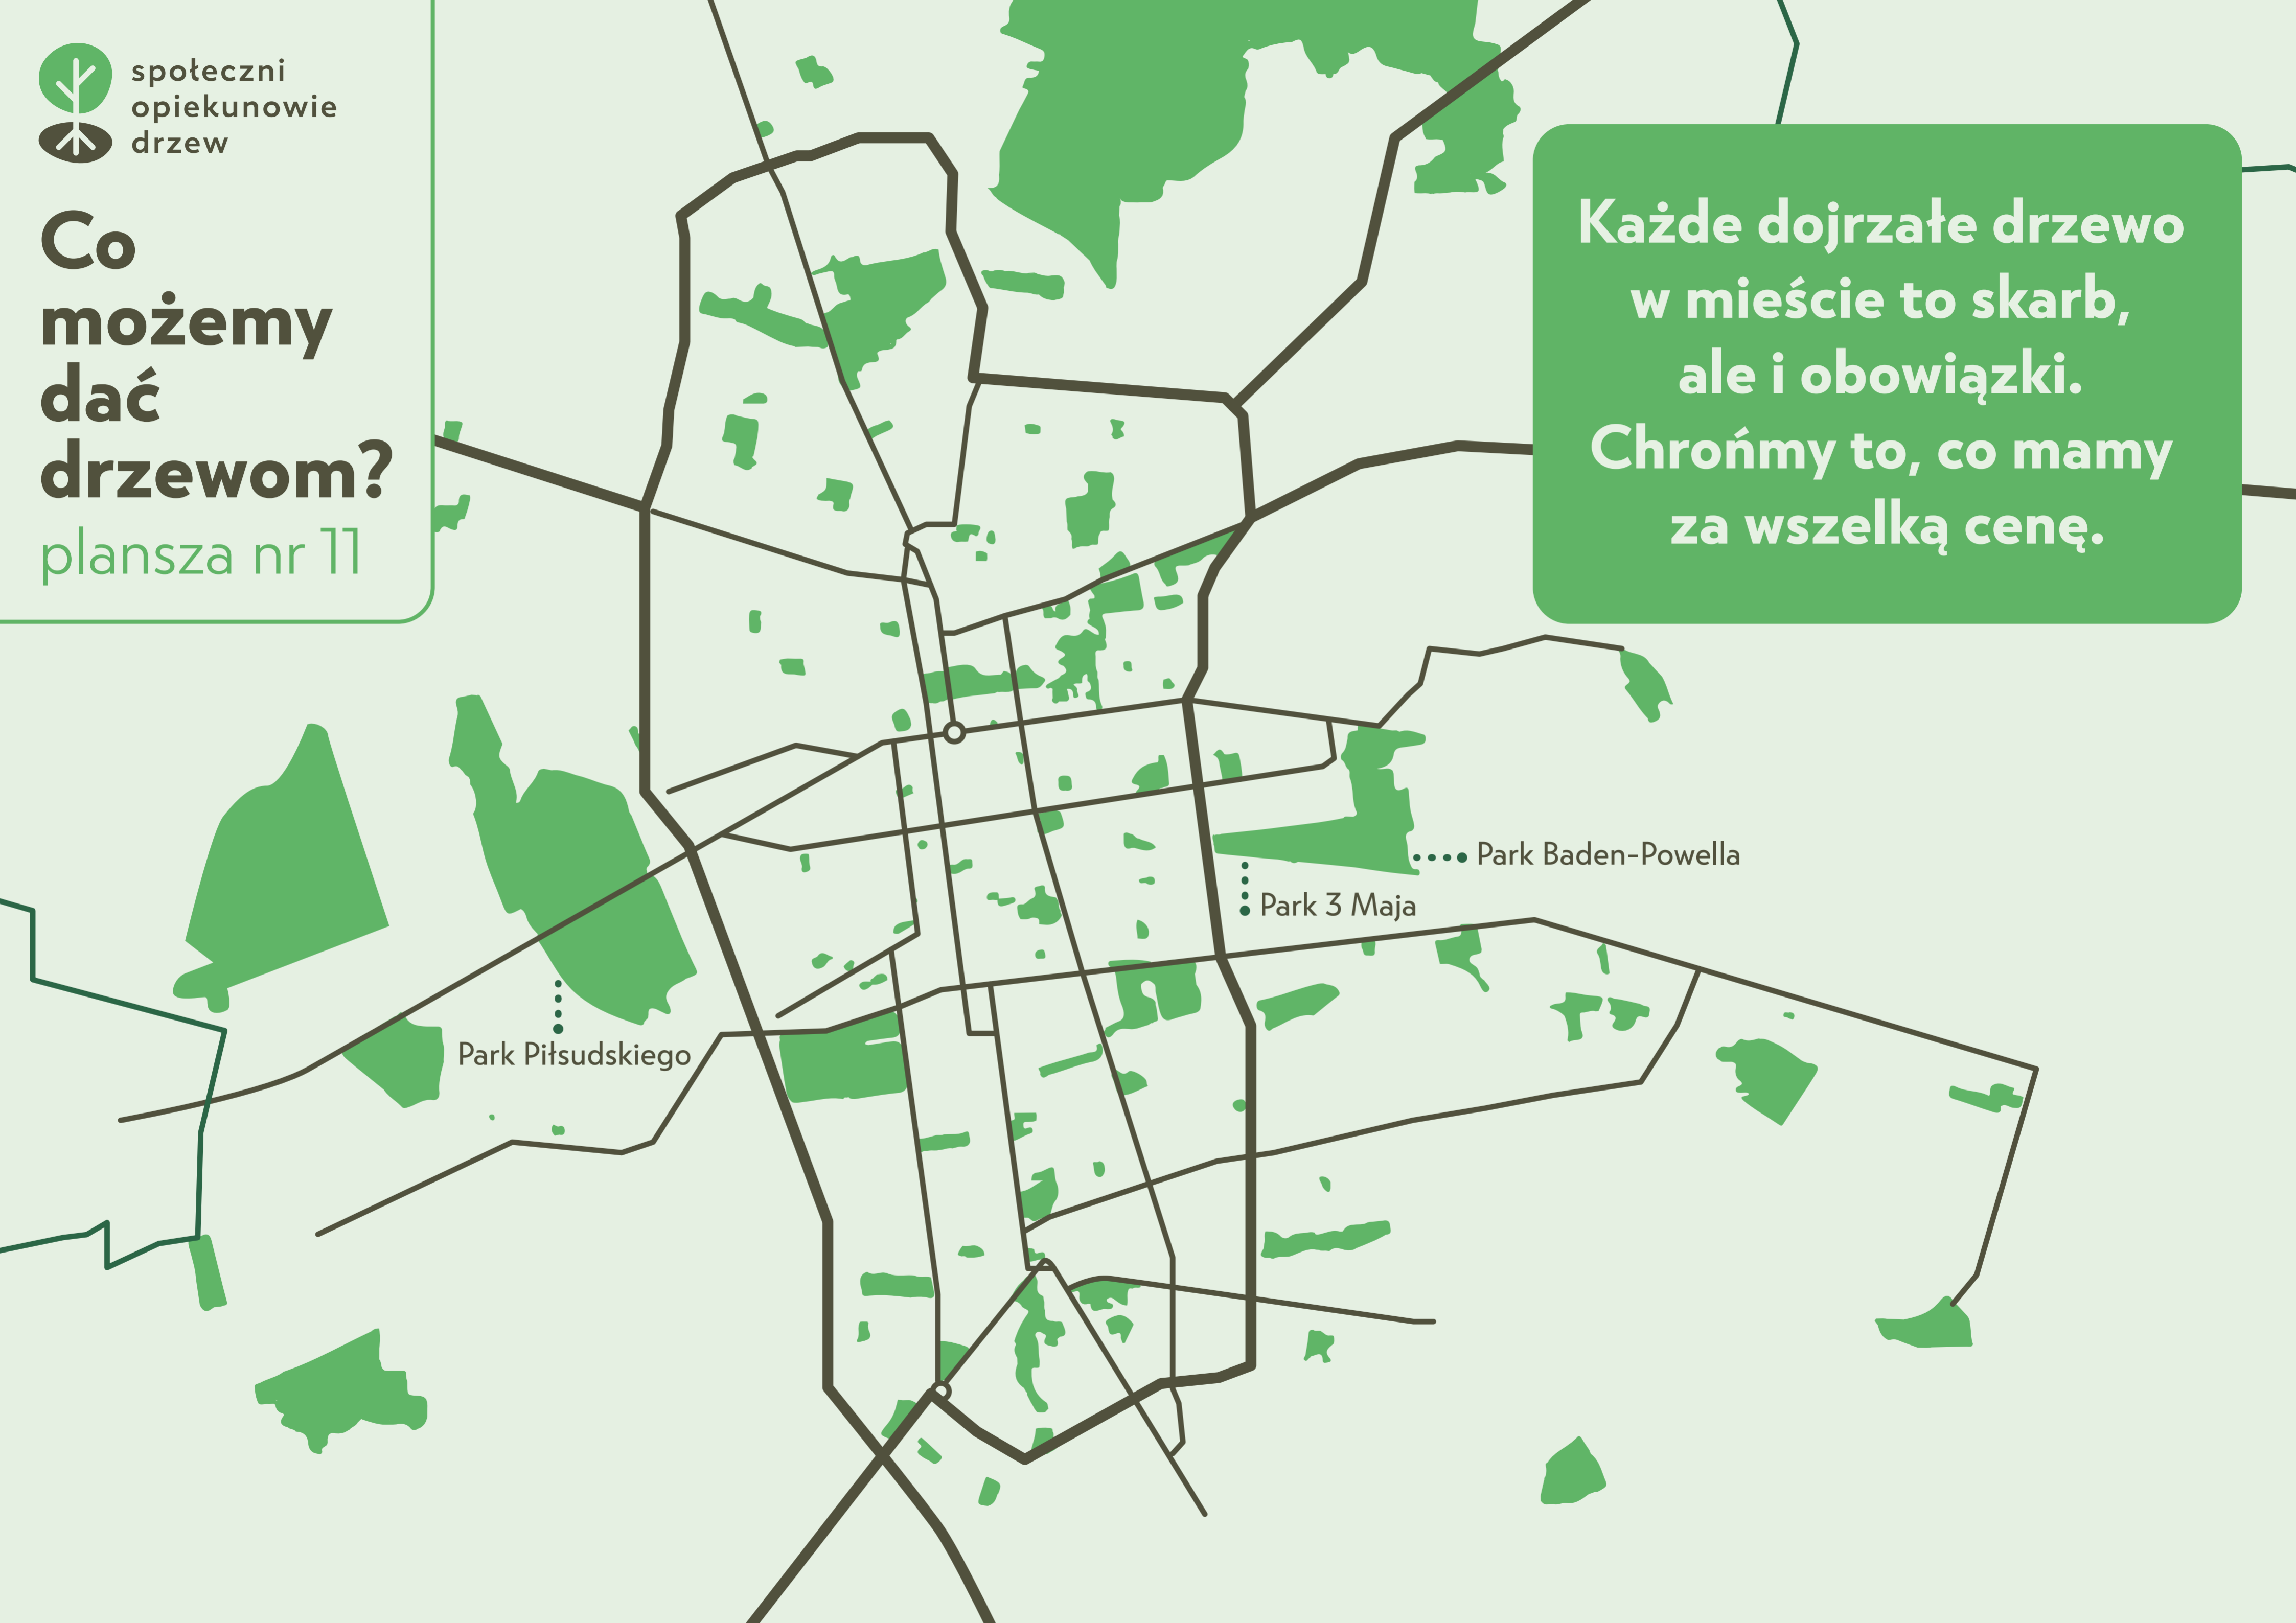 społeczni
opiekunowie
drzew
Co
możemy
dać
drzewom?
plansza nr 11
Każde dojrzałe drzewo
w mieście to skarb,
ale i obowiązki.
Chrońmy to, co mamy
za wszelką cenę.
Park Baden-Powella
Park 3 Maja
Park Piłsudskiego